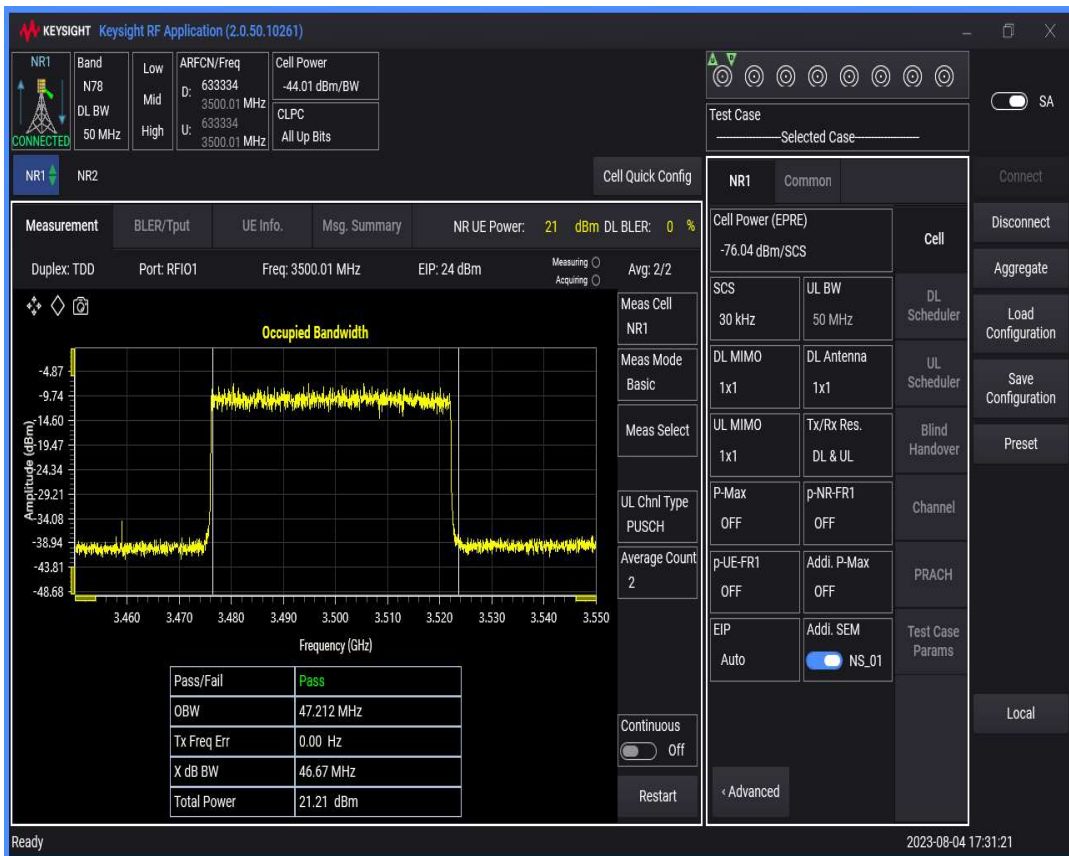 KEYSIGHT Keysight RF Application (2.0.50.10261)
NR1
CONNECTED
Band
N78
DL BW
50 MHz
Low
Mid
High
ARFCN/Freq
D: 633334
3500.01 MHz
U: 633334
3500.01 MHz
Cell Power
-44.01 dBm/BW
CLPC
All Up Bits
Test Case
Selected Case
SA
NR1 NR2 Cell Quick Config
Measurement BLER/Tput UE Info. Msg. Summary NR UE Power: 21 dBm DL BLER: 0 %
Duplex: TDD Port: RFIO1 Freq: 3500.01 MHz EIP: 24 dBm Measuring Acquiring Avg: 2/2
Occupied Bandwidth
Amplitude (dBm)
-4.87
-9.74
-14.60
-19.47
-24.34
-29.21
-34.08
-38.94
-43.81
-48.68
3.460 3.470 3.480 3.490 3.500 3.510 3.520 3.530 3.540 3.550
Frequency (GHz)
Pass/Fail Pass
OBW 47.212 MHz
Tx Freq Err 0.00 Hz
X dB BW 46.67 MHz
Total Power 21.21 dBm
Meas Cell
NR1
Meas Mode
Basic
Meas Select
UL Chnl Type
PUSCH
Average Count
2
Continuous
Off
Restart
NR1 Common
Cell Power (EPRE)
-76.04 dBm/SCS
SCS
30 kHz
UL BW
50 MHz
DL MIMO
1x1
DL Antenna
1x1
UL MIMO
1x1
Tx/Rx Res.
DL & UL
P-Max
OFF
p-NR-FR1
OFF
p-UE-FR1
OFF
Addi. P-Max
OFF
EIP
Auto
Addi. SEM
NS_01
‹ Advanced
Cell
DL
Scheduler
UL
Scheduler
Blind
Handover
Channel
PRACH
Test Case
Params
Connect
Disconnect
Aggregate
Load
Configuration
Save
Configuration
Preset
Local
Ready 2023-08-04 17:31:21